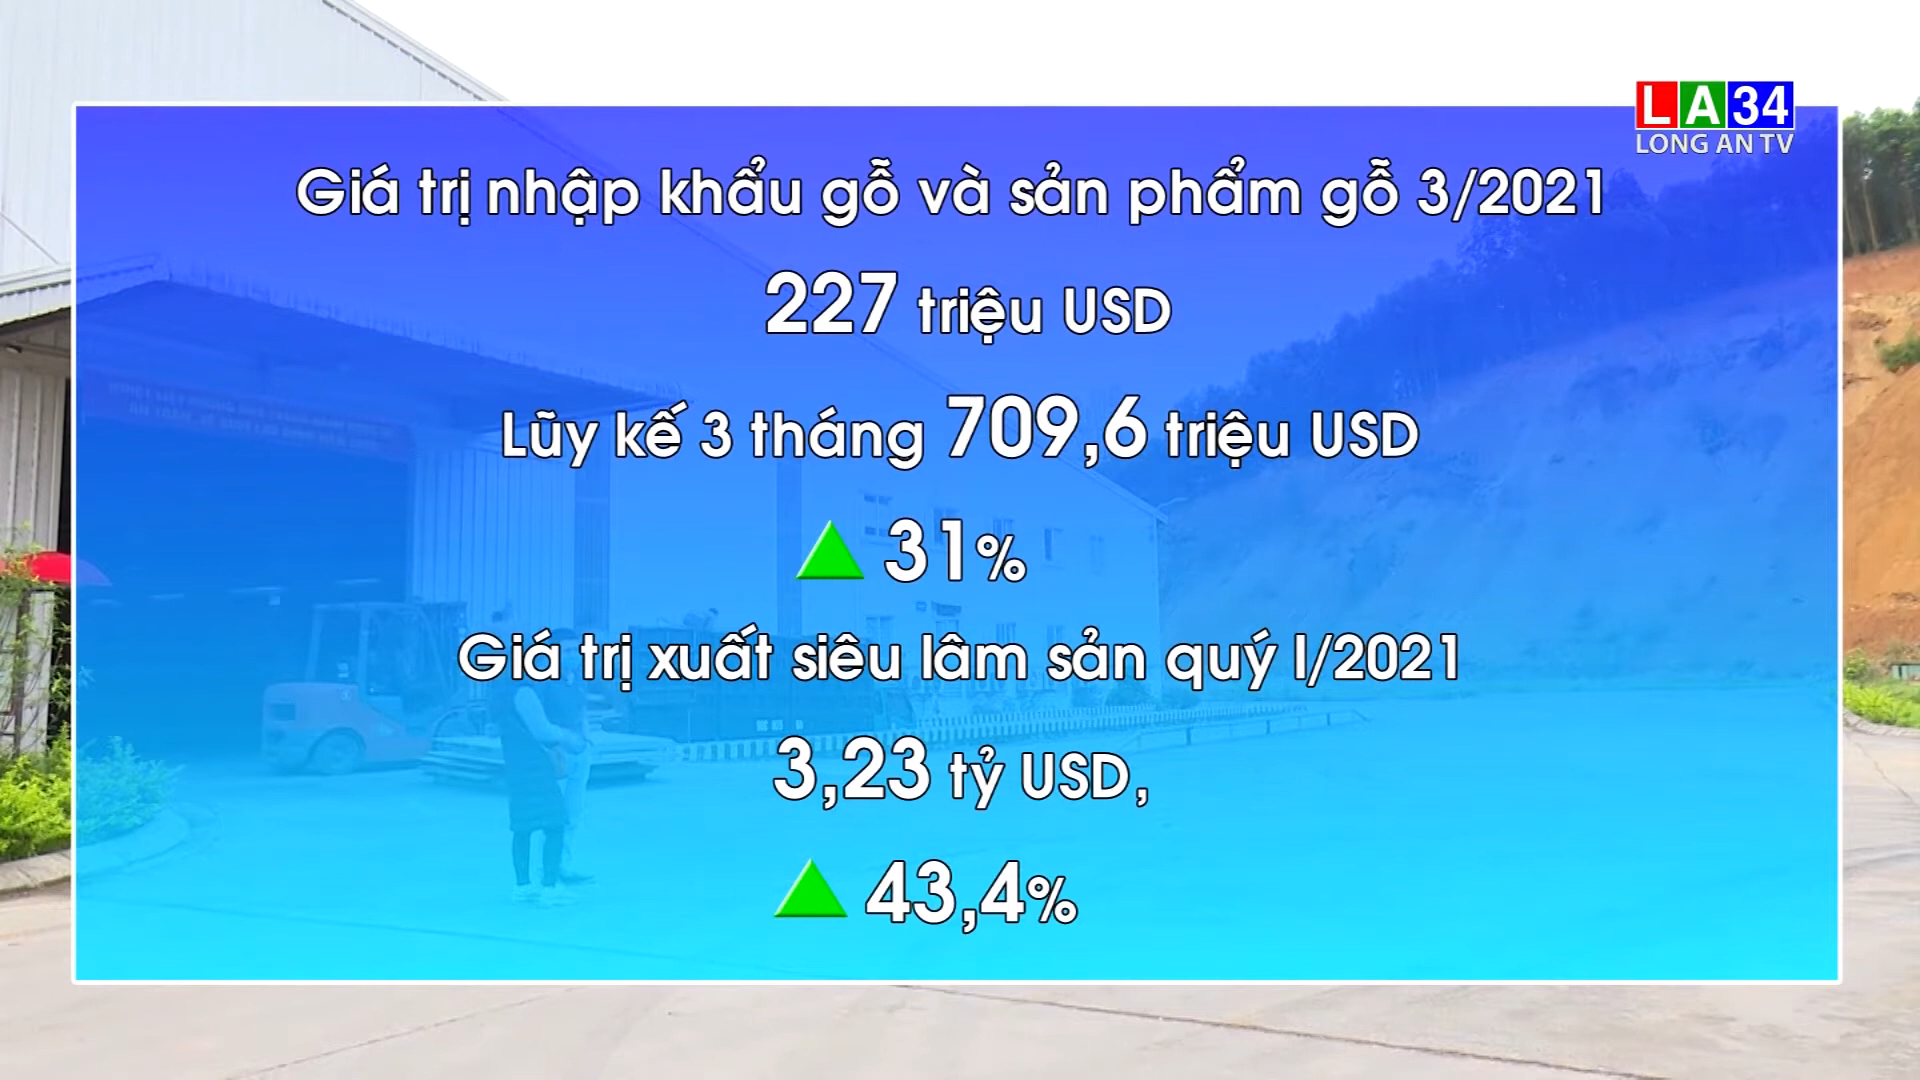 LA34
LONG AN TV
Giá trị nhập khẩu gỗ và sản phẩm gỗ 3/2021
227 triệu USD
Lũy kế 3 tháng 709,6 triệu USD
31%
Giá trị xuất siêu lâm sản quý I/2021
3,23 tỷ USD,
43,4%